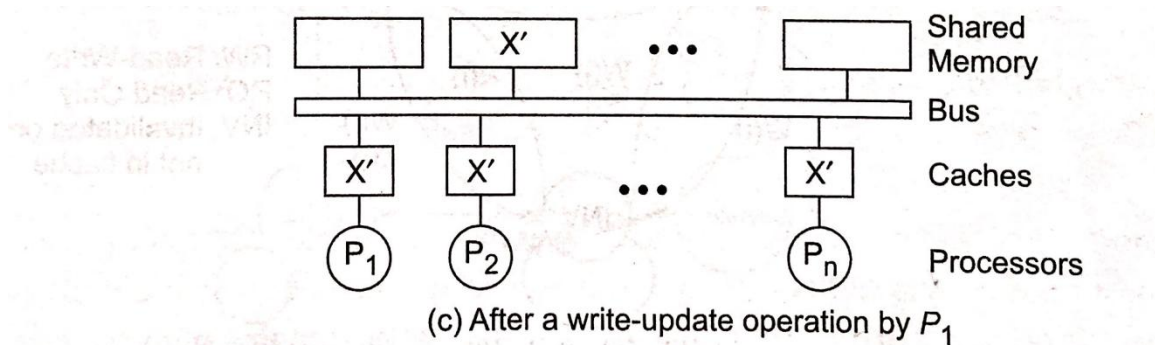 X′ ••• Shared
Memory
Bus
X′ X′ ••• X′ Caches
P1 P2 Pn Processors
(c) After a write-update operation by P1